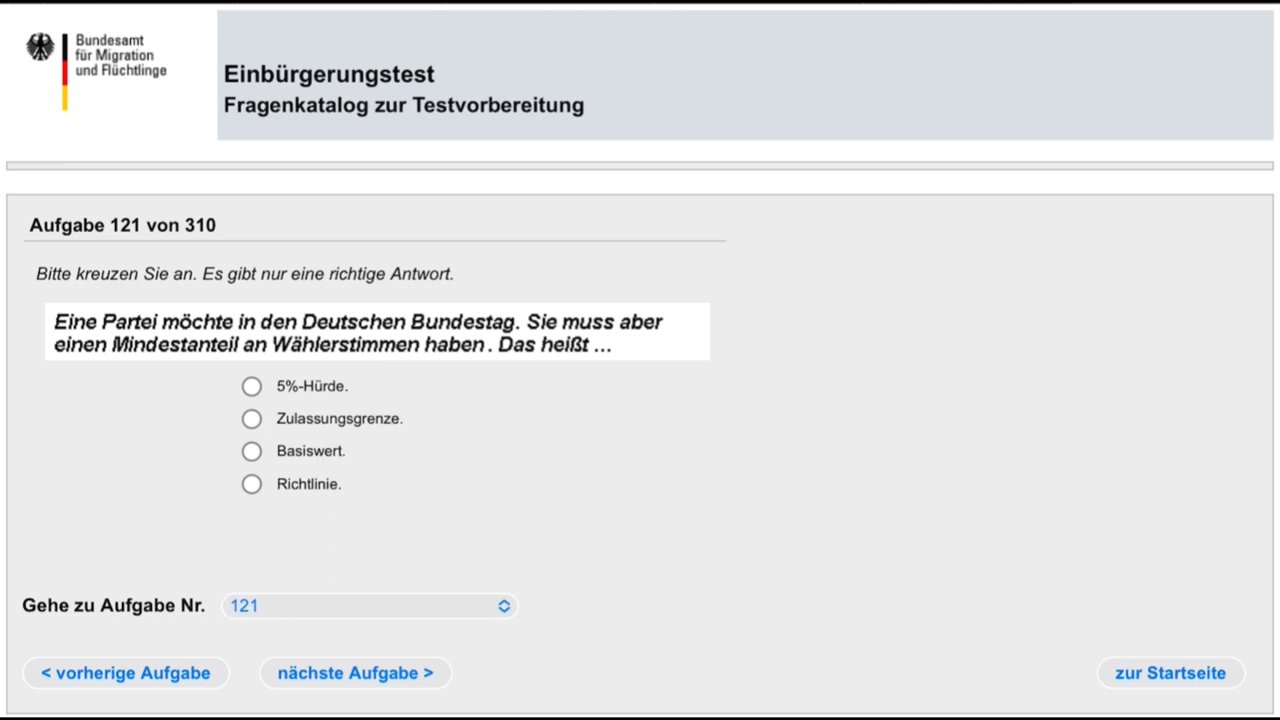 Bundesamt
für Migration
und Flüchtlinge
Einbürgerungstest
Fragenkatalog zur Testvorbereitung
Aufgabe 121 von 310
Bitte kreuzen Sie an. Es gibt nur eine richtige Antwort.
Eine Partei möchte in den Deutschen Bundestag. Sie muss aber
einen Mindestanteil an Wählerstimmen haben. Das heißt ...
5%-Hürde.
Zulassungsgrenze.
Basiswert.
Richtlinie.
Gehe zu Aufgabe Nr. 121
< vorherige Aufgabe nächste Aufgabe > zur Startseite